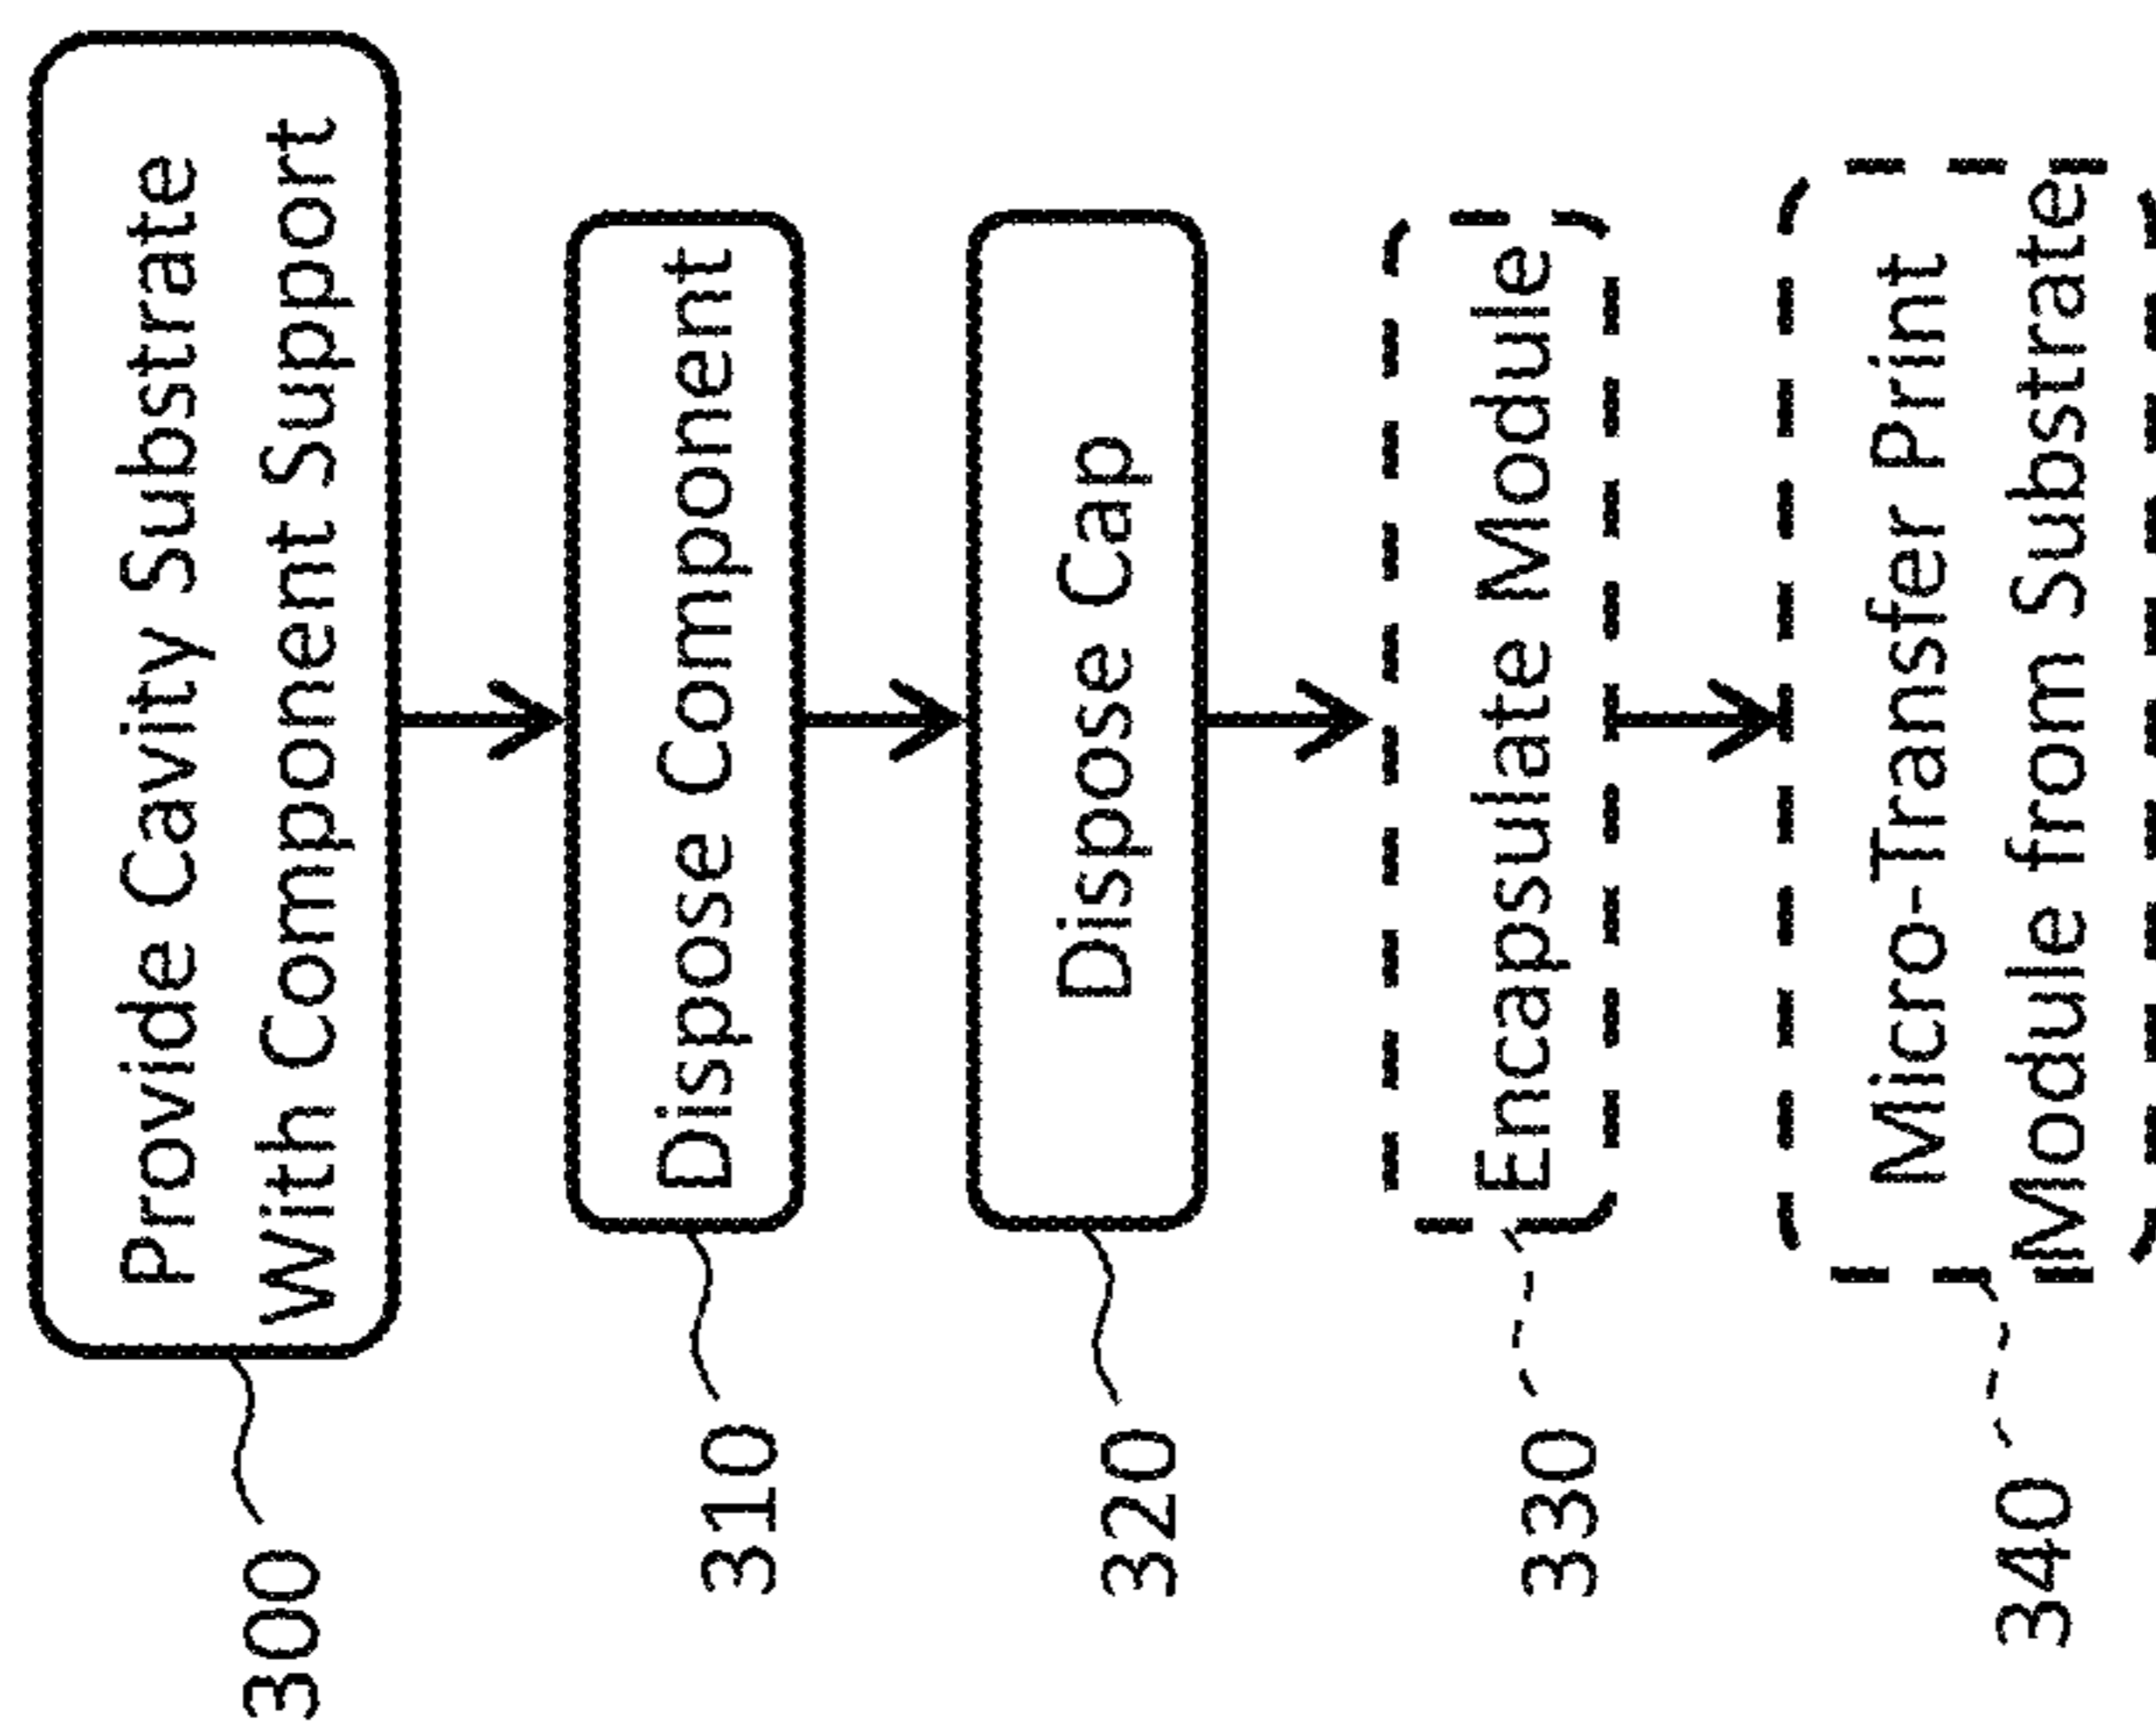 300
Provide Cavity Substrate
With Component Support
310
Dispose Component
320
Dispose Cap
330
Encapsulate Module
340
Micro-Transfer Print
Module from Substrate